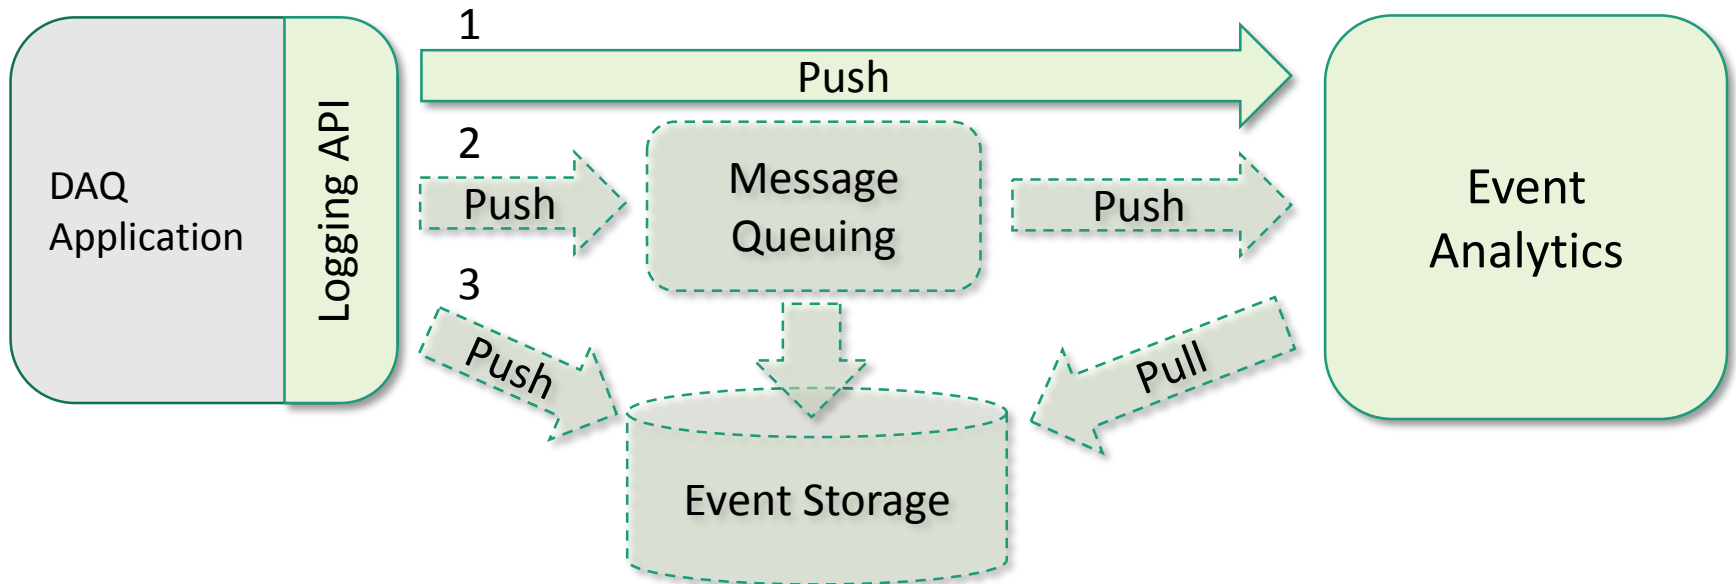 DAQ
Application
Logging API
1
Push
2
Push
Message
Queuing
Push
3
Push
Pull
Event Storage
Event
Analytics